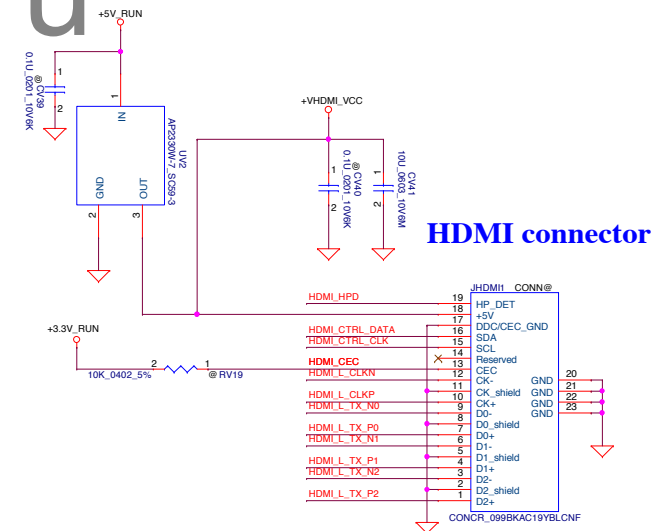 u
+5V_RUN
0.1U_0201_10V6K
@CV39
1
2
1
IN
GND
OUT
2
3
AP2330W-7_SC59-3
UV2
+VHDMI_VCC
0.1U_0201_10V6K
@CV40
1
2
10U_0603_10V6M
CV41
1
2
HDMI connector
JHDMI1 CONN@
HDMI_HPD 19 HP_DET
18 +5V
17 DDC/CEC_GND
HDMI_CTRL_DATA 16 SDA
HDMI_CTRL_CLK 15 SCL
14 Reserved
HDMI_CEC 13 CEC
HDMI_L_CLKN 12 CK-
11 CK_shield
HDMI_L_CLKP 10 CK+
HDMI_L_TX_N0 9 D0-
8 D0_shield
HDMI_L_TX_P0 7 D0+
HDMI_L_TX_N1 6 D1-
5 D1_shield
HDMI_L_TX_P1 4 D1+
HDMI_L_TX_N2 3 D2-
2 D2_shield
HDMI_L_TX_P2 1 D2+
GND 20
GND 21
GND 22
GND 23
+3.3V_RUN
2 1
10K_0402_5% @RV19
CONCR_099BKAC19YBLCNF